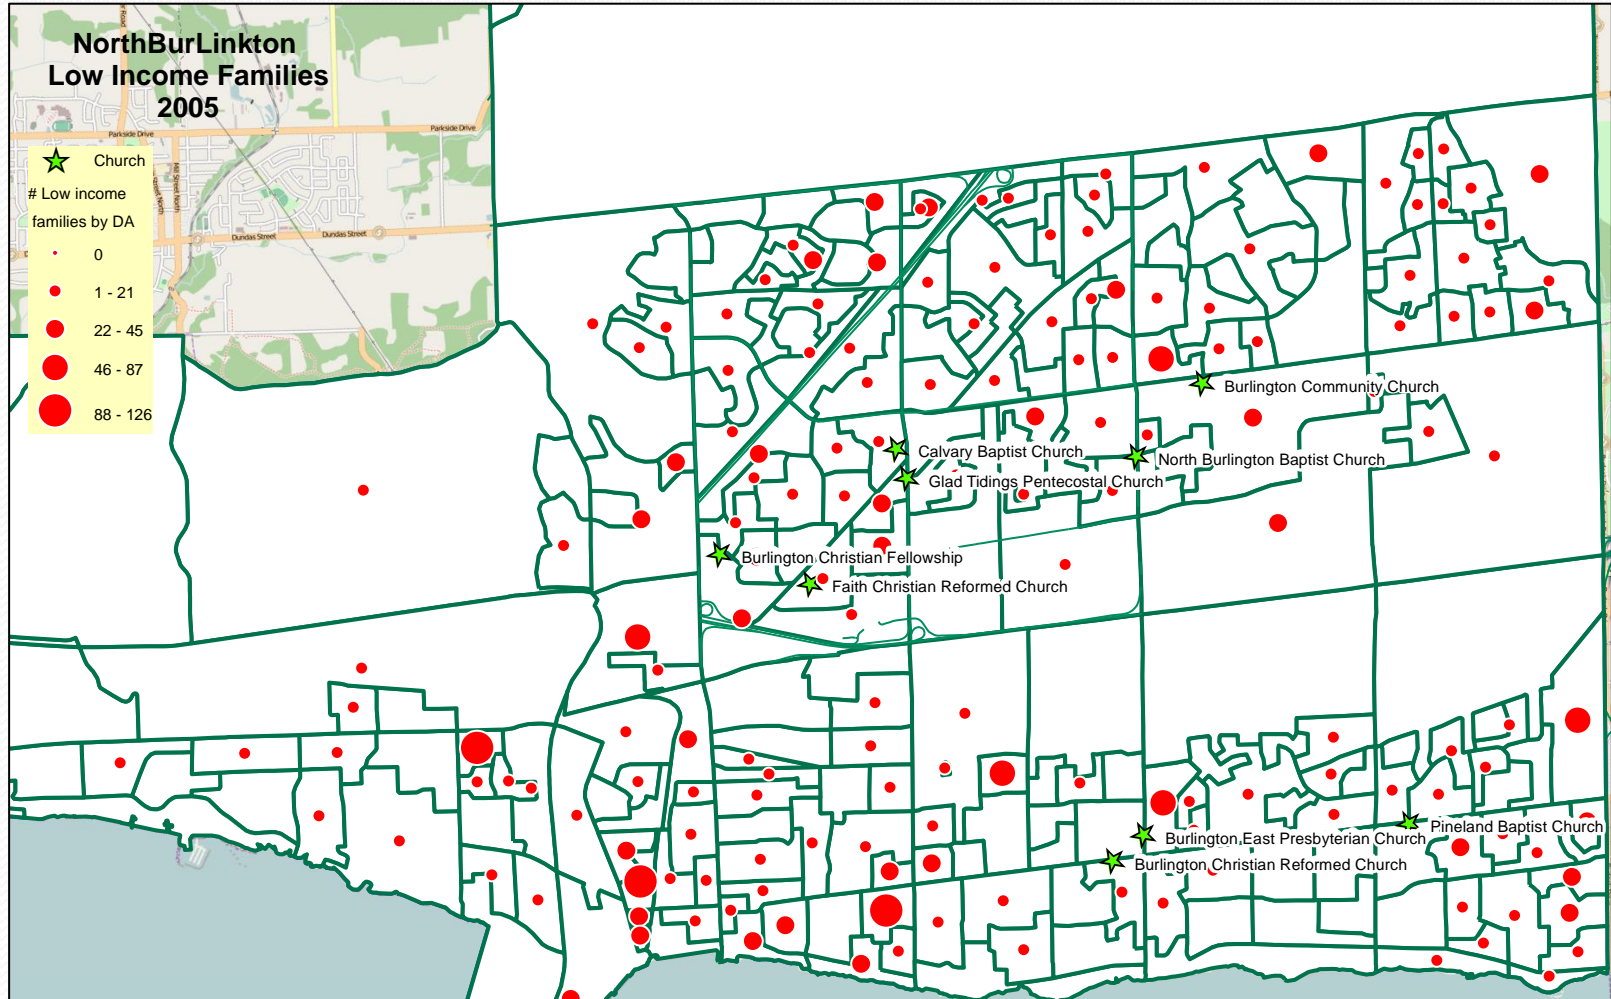 NorthBurLinkton
Low Income Families
2005
Parkside Drive
Parkside Drive
Mill Street North
Dundas Street
Dundas Street
Church
# Low income
families by DA
0
1 - 21
22 - 45
46 - 87
88 - 126
Burlington Community Church
Calvary Baptist Church
North Burlington Baptist Church
Glad Tidings Pentecostal Church
Burlington Christian Fellowship
Faith Christian Reformed Church
Pineland Baptist Church
Burlington East Presbyterian Church
Burlington Christian Reformed Church